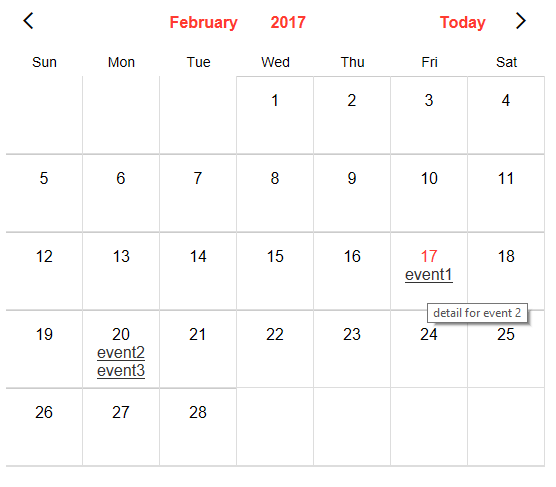 February 2017 Today
Sun Mon Tue Wed Thu Fri Sat
1 2 3 4
5 6 7 8 9 10 11
12 13 14 15 16 17 18
event1
detail for event 2
19 20 21 22 23 24 25
event2
event3
26 27 28